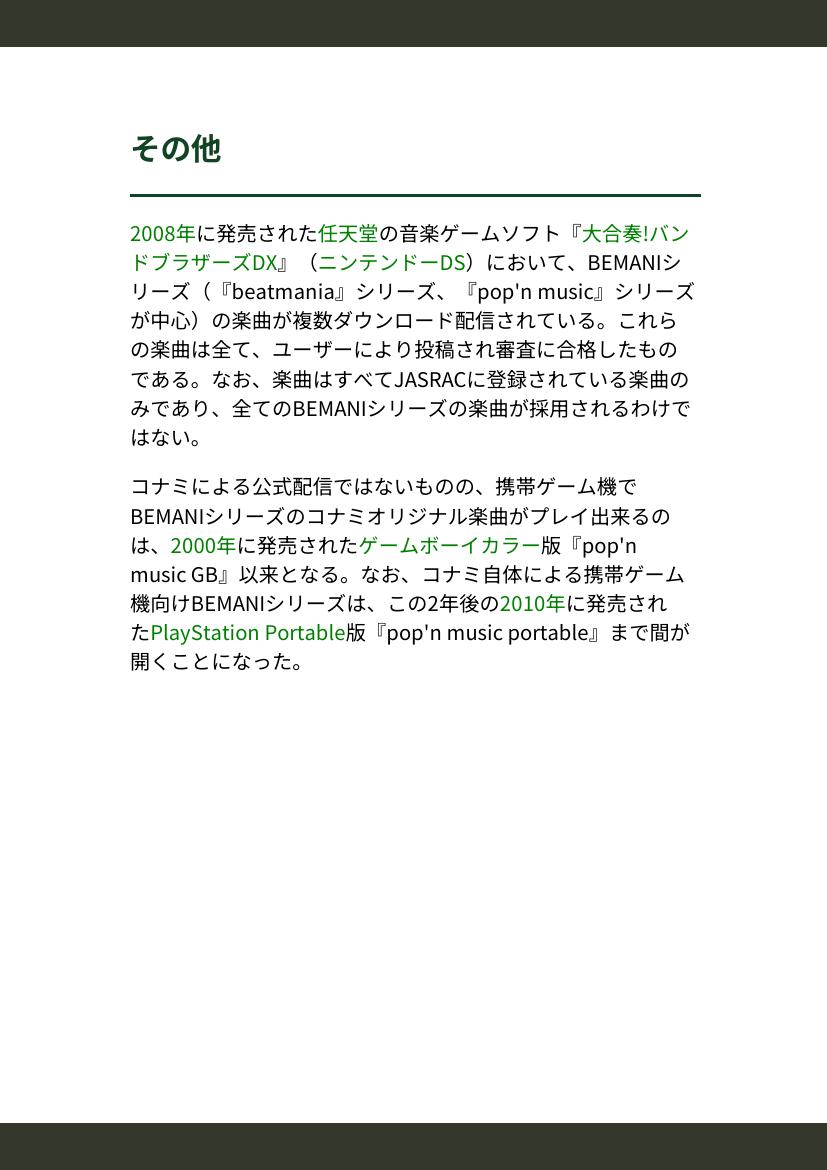 その他
2008年に発売された任天堂の音楽ゲームソフト『大合奏!バン
ドブラザーズDX』（ニンテンドーDS）において、BEMANIシ
リーズ（『beatmania』シリーズ、『pop'n music』シリーズ
が中心）の楽曲が複数ダウンロード配信されている。これら
の楽曲は全て、ユーザーにより投稿され審査に合格したもの
である。なお、楽曲はすべてJASRACに登録されている楽曲の
みであり、全てのBEMANIシリーズの楽曲が採用されるわけで
はない。
コナミによる公式配信ではないものの、携帯ゲーム機で
BEMANIシリーズのコナミオリジナル楽曲がプレイ出来るの
は、2000年に発売されたゲームボーイカラー版『pop'n
music GB』以来となる。なお、コナミ自体による携帯ゲーム
機向けBEMANIシリーズは、この2年後の2010年に発売され
たPlayStation Portable版『pop'n music portable』まで間が
開くことになった。